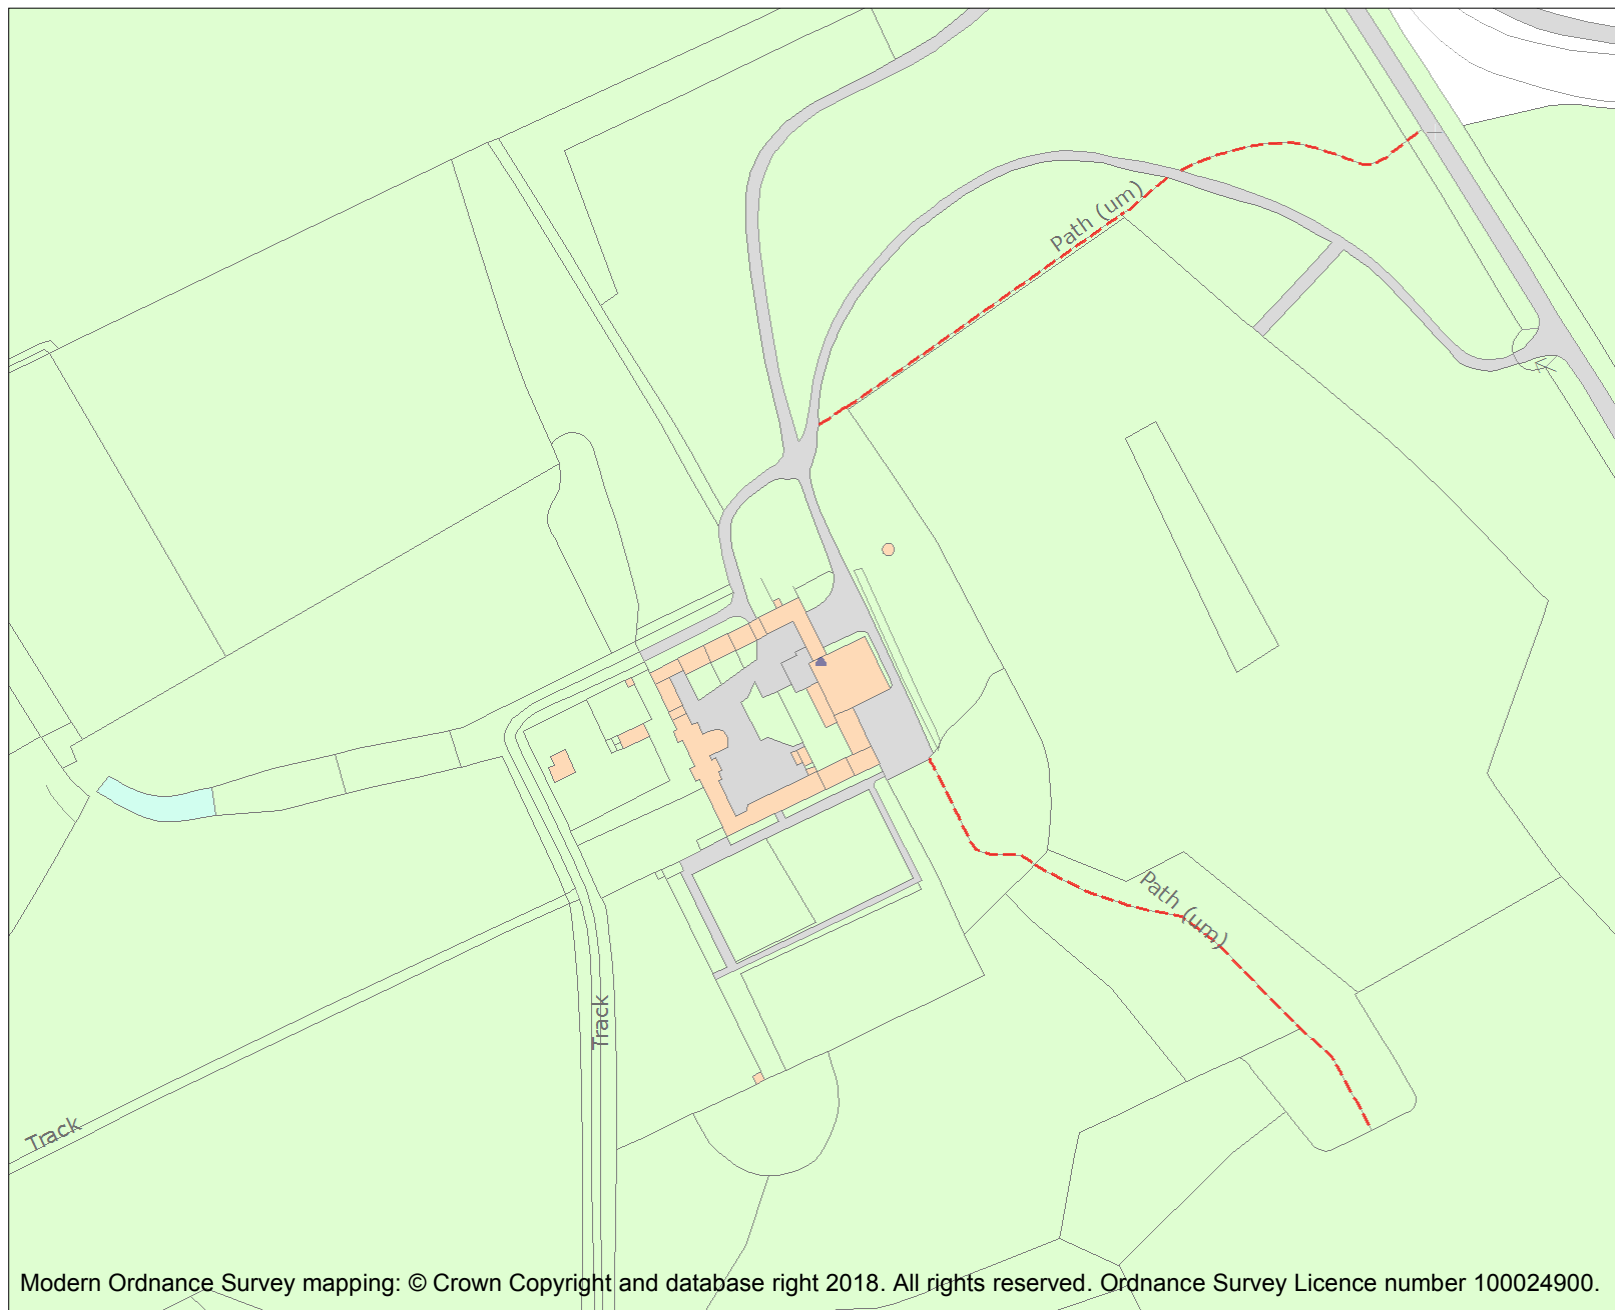 Path (um)
Path (um)
Track
Track
Modern Ordnance Survey mapping: © Crown Copyright and database right 2018. All rights reserved. Ordnance Survey Licence number 100024900.